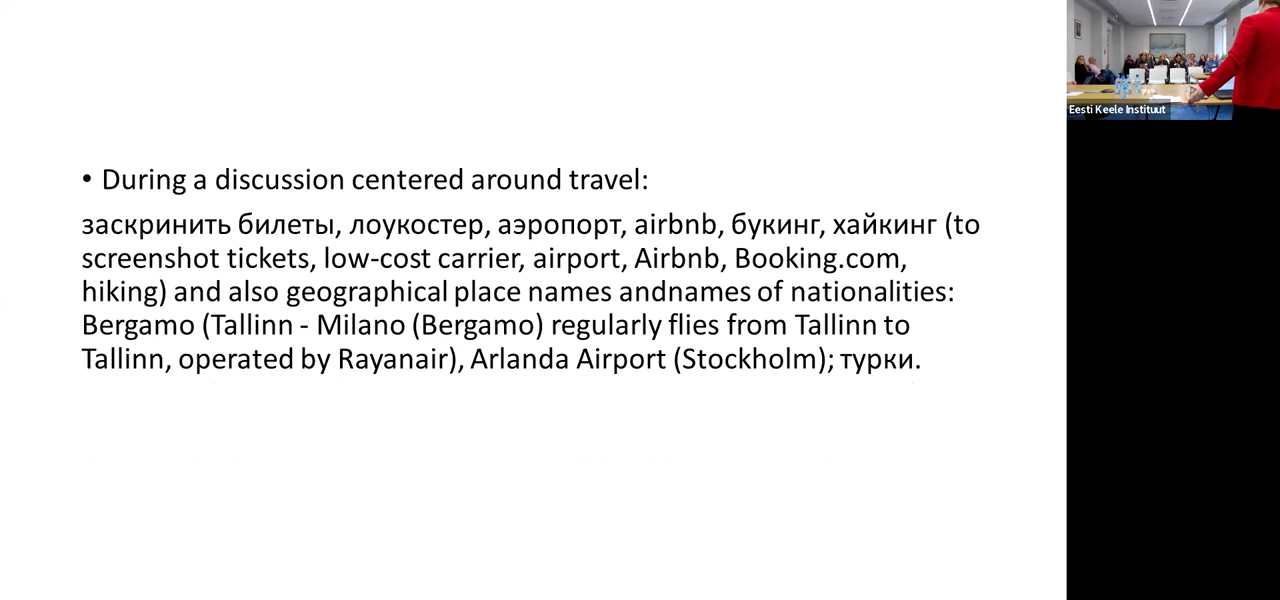 • During a discussion centered around travel:
заскринить билеты, лоукостер, аэропорт, airbnb, букинг, хайкинг (to
screenshot tickets, low-cost carrier, airport, Airbnb, Booking.com,
hiking) and also geographical place names andnames of nationalities:
Bergamo (Tallinn - Milano (Bergamo) regularly flies from Tallinn to
Tallinn, operated by Rayanair), Arlanda Airport (Stockholm); турки.
Eesti Keele Instituut